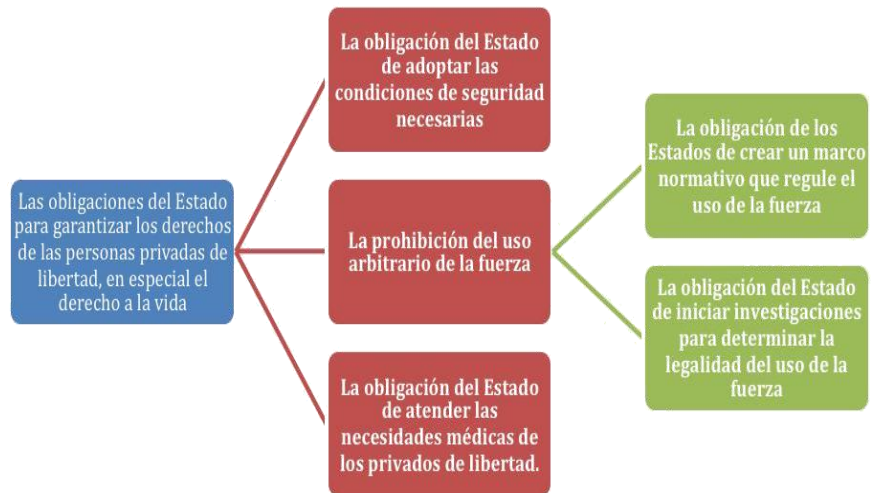 La obligación del Estado
de adoptar las
condiciones de seguridad
necesarias
La obligación de los
Estados de crear un marco
normativo que regule el
uso de la fuerza
Las obligaciones del Estado
para garantizar los derechos
de las personas privadas de
libertad, en especial el
derecho a la vida
La prohibición del uso
arbitrario de la fuerza
La obligación del Estado
de iniciar investigaciones
para determinar la
legalidad del uso de la
fuerza
La obligación del Estado
de atender las
necesidades médicas de
los privados de libertad.